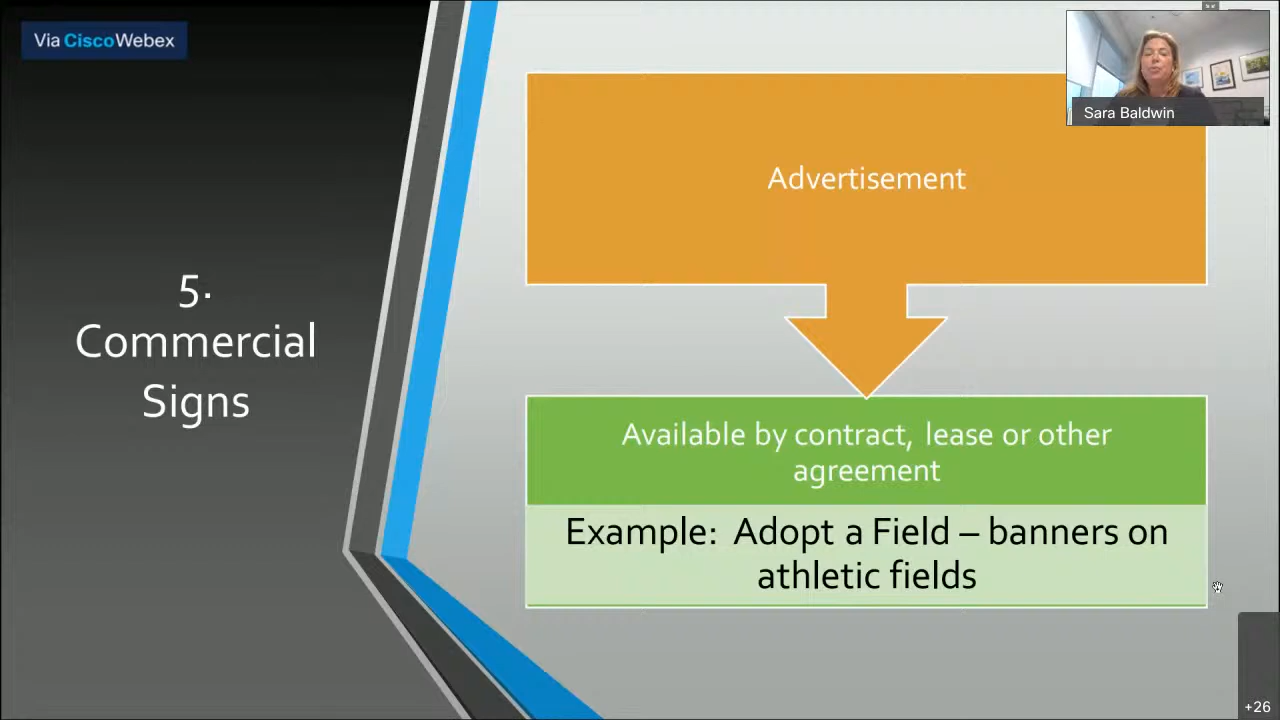 Via CiscoWebex
Sara Baldwin
5.
Commercial
Signs
Advertisement
Available by contract, lease or other
agreement
Example: Adopt a Field – banners on
athletic fields
+26